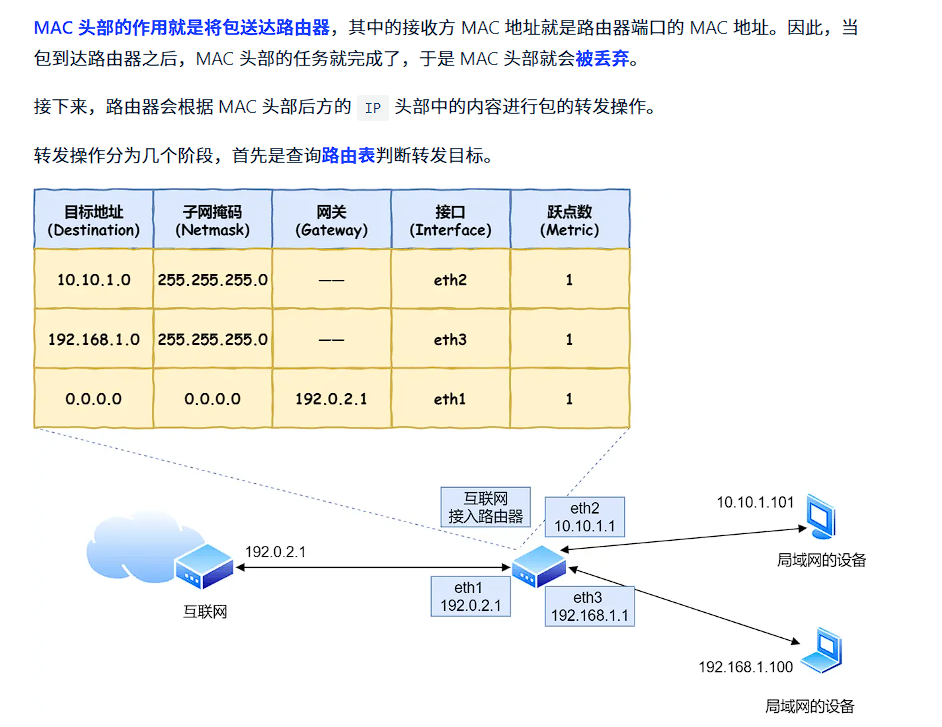 MAC 头部的作用就是将包送达路由器，其中的接收方 MAC 地址就是路由器端口的 MAC 地址。因此，当
包到达路由器之后，MAC 头部的任务就完成了，于是 MAC 头部就会被丢弃。
接下来，路由器会根据 MAC 头部后方的 IP 头部中的内容进行包的转发操作。
转发操作分为几个阶段，首先是查询路由表判断转发目标。
目标地址 子网掩码 网关 接口 跃点数
(Destination) (Netmask) (Gateway) (Interface) (Metric)
10.10.1.0 255.255.255.0 —— eth2 1
192.168.1.0 255.255.255.0 —— eth3 1
0.0.0.0 0.0.0.0 192.0.2.1 eth1 1
互联网
接入路由器
eth2
10.10.1.1
10.10.1.101
局域网的设备
192.0.2.1
互联网
eth1
192.0.2.1
eth3
192.168.1.1
192.168.1.100
局域网的设备